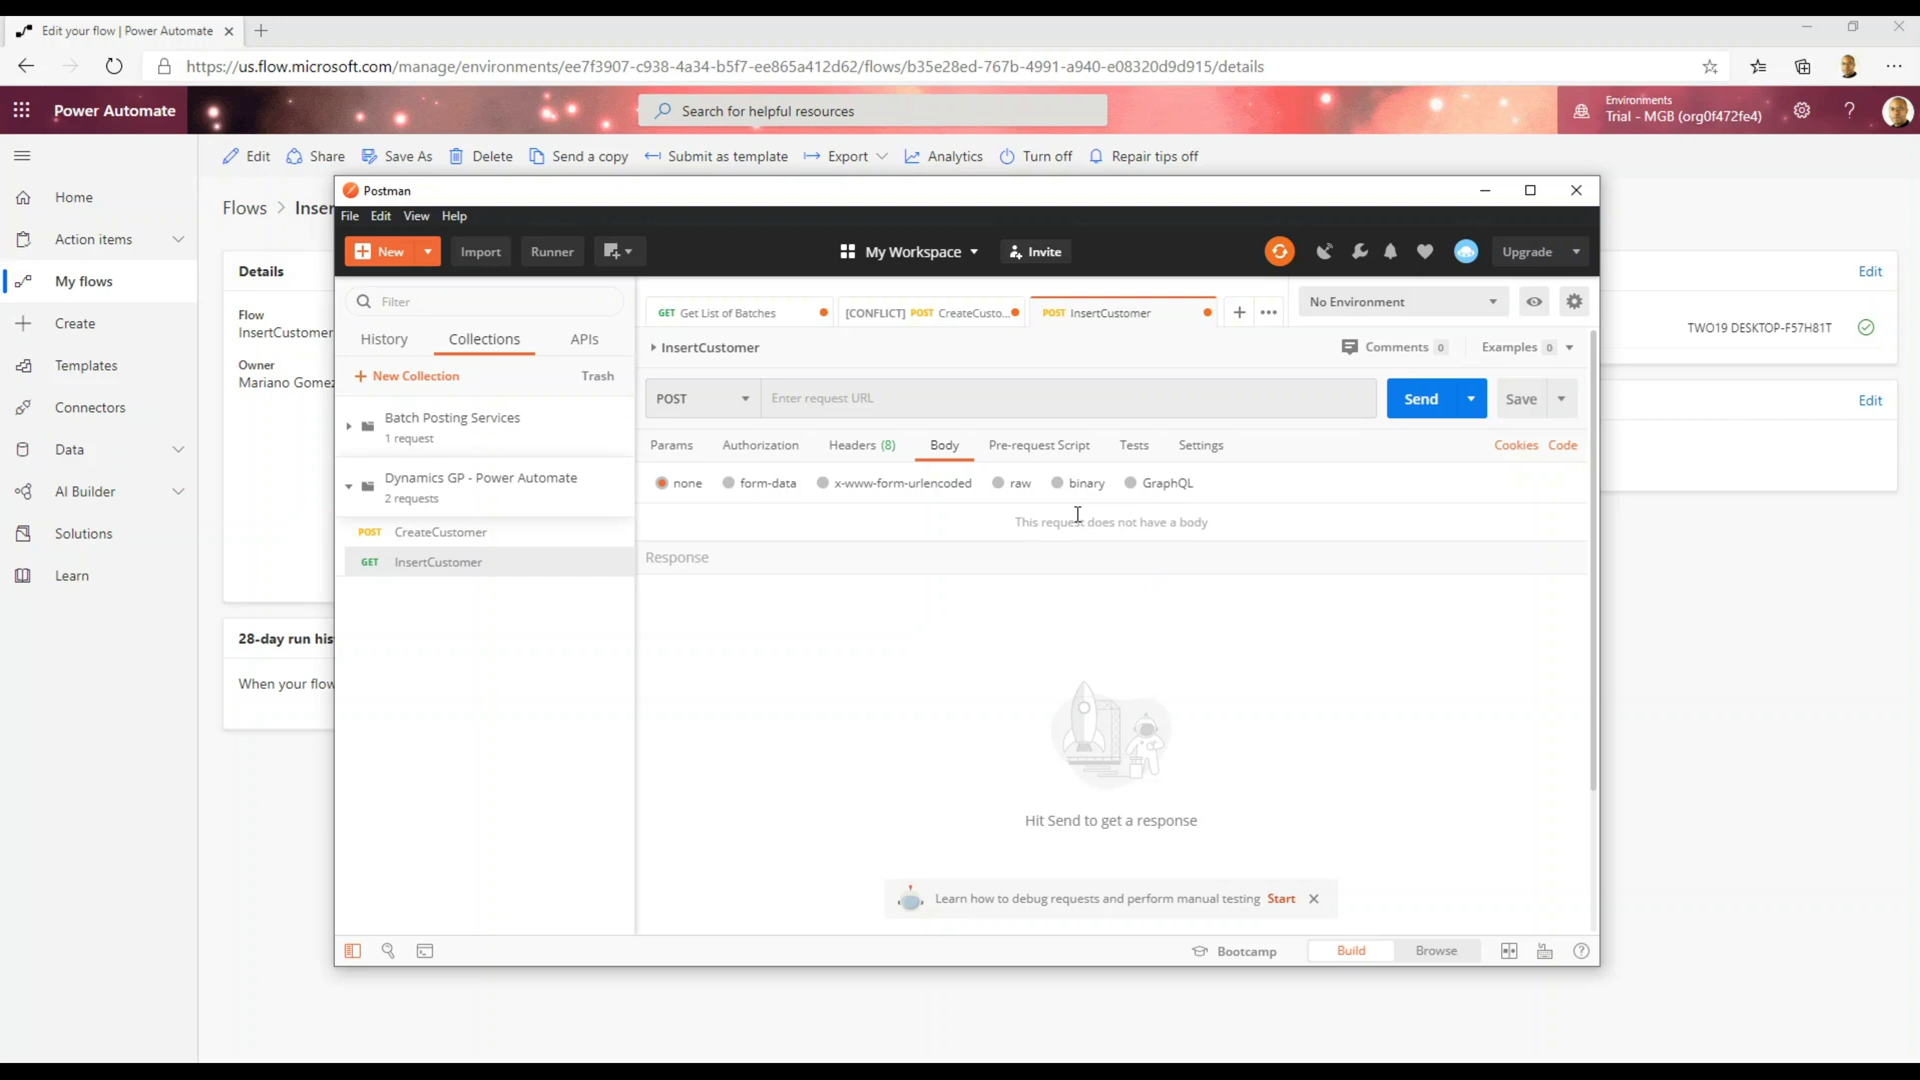 Edit your flow | Power Automate
https://us.flow.microsoft.com/manage/environments/ee7f3907-c938-4a34-b5f7-ee865a412d62/flows/b35e28ed-767b-4991-a940-e08320d9d915/details
Power Automate
Search for helpful resources
Environments
Trial - MGB (org0f472fe4)
Edit
Share
Save As
Delete
Send a copy
Submit as template
Export
Analytics
Turn off
Repair tips off
Home
Action items
My flows
Create
Templates
Connectors
Data
AI Builder
Solutions
Learn
Flows > Inser
Details
Flow
InsertCustomer
Owner
Mariano Gomez
28-day run his
When your flow
Edit
TWO19 DESKTOP-F57H81T
Edit
Postman
File Edit View Help
New
Import
Runner
My Workspace
Invite
Upgrade
Filter
History
Collections
APIs
New Collection
Trash
Batch Posting Services
1 request
Dynamics GP - Power Automate
2 requests
POST CreateCustomer
GET InsertCustomer
GET Get List of Batches
[CONFLICT] POST CreateCusto...
POST InsertCustomer
No Environment
InsertCustomer
Comments 0
Examples 0
POST
Enter request URL
Send
Save
Params
Authorization
Headers (8)
Body
Pre-request Script
Tests
Settings
Cookies
Code
none
form-data
x-www-form-urlencoded
raw
binary
GraphQL
This request does not have a body
Response
Hit Send to get a response
Learn how to debug requests and perform manual testing Start
Bootcamp
Build
Browse